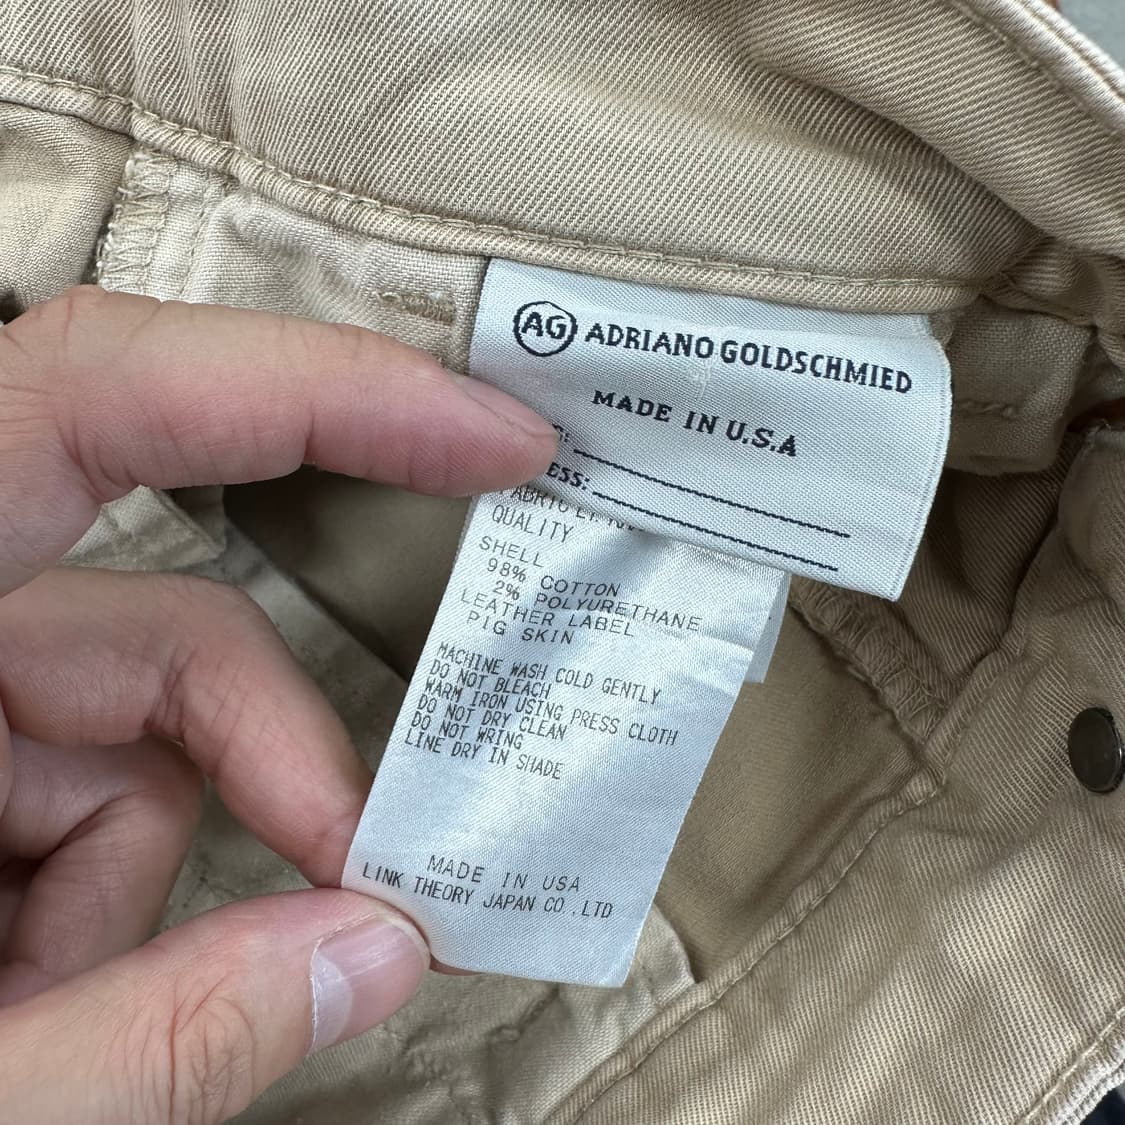 AG ADRIANO GOLDSCHMIED
MADE IN U.S.A
ESS:
QUALITY
SHELL
98% COTTON
2% POLYURETHANE
LEATHER LABEL
PIG SKIN
MACHINE WASH COLD GENTLY
DO NOT BLEACH
WARM IRON USING PRESS CLOTH
DO NOT DRY CLEAN
DO NOT WRING
LINE DRY IN SHADE
MADE IN USA
LINK THEORY JAPAN CO.,LTD